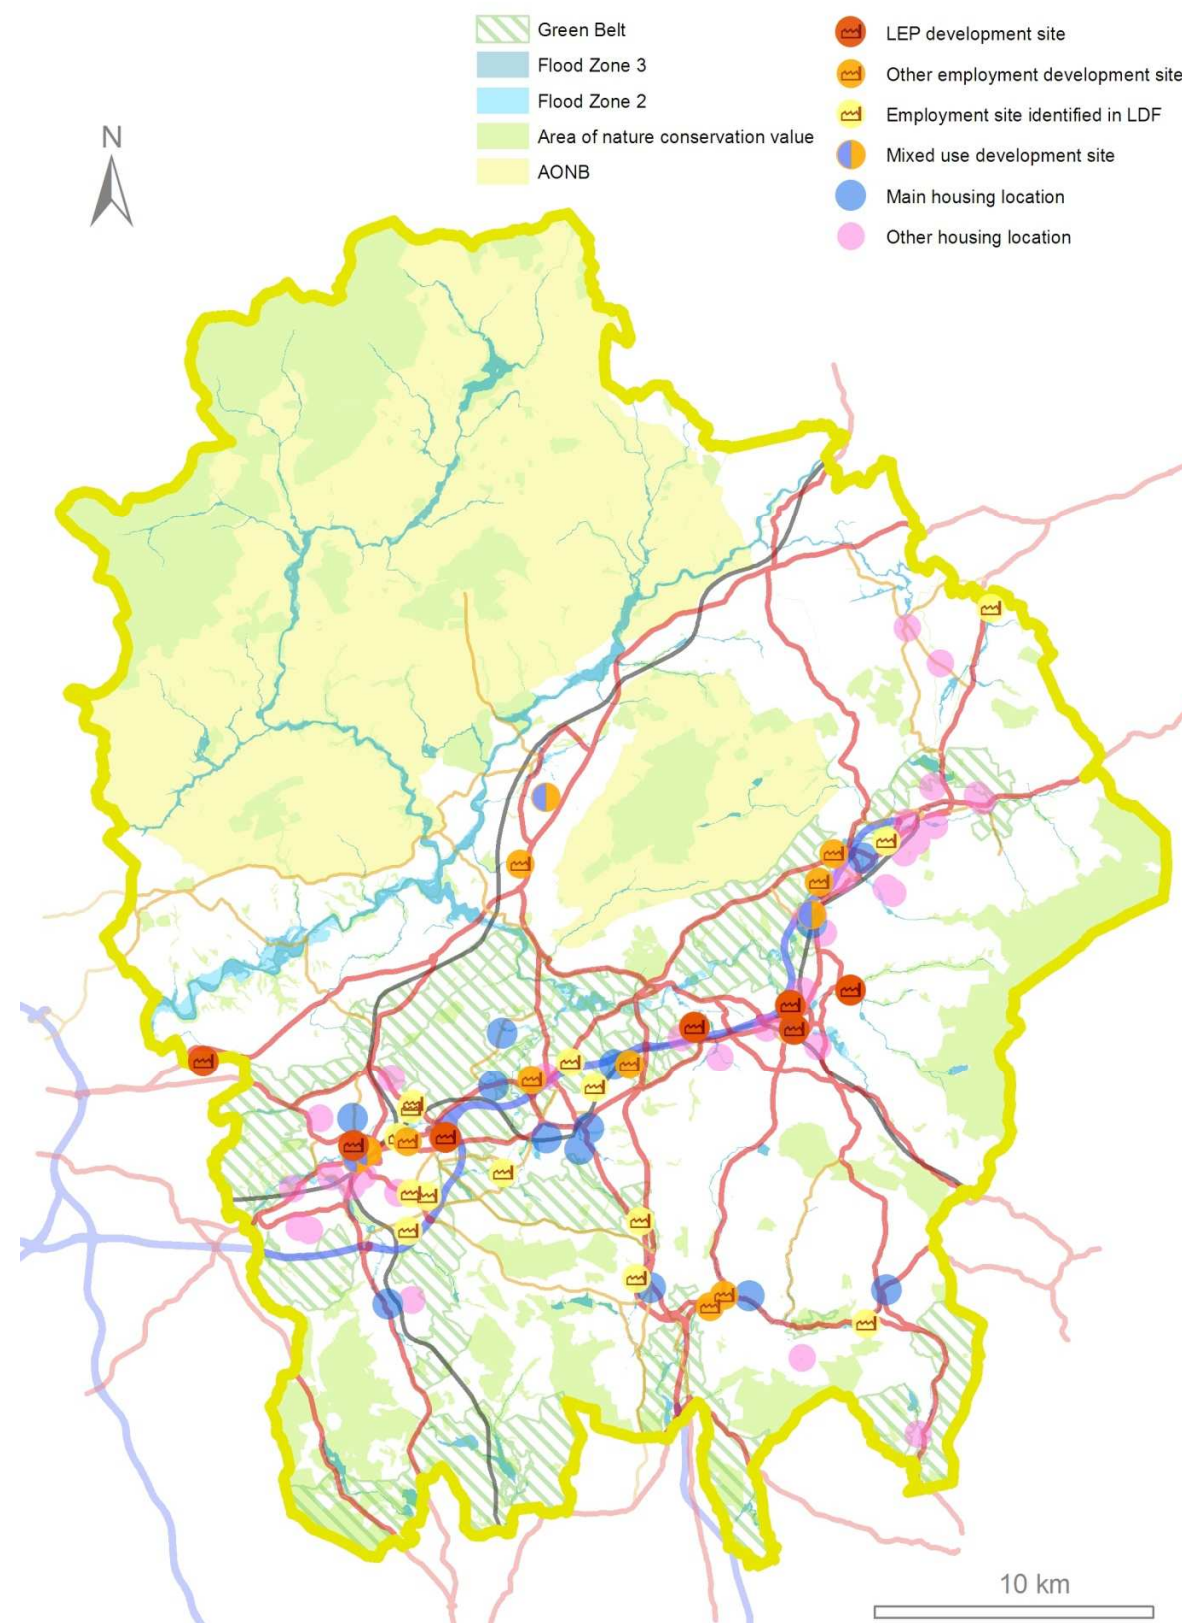 Green Belt
Flood Zone 3
Flood Zone 2
Area of nature conservation value
AONB
LEP development site
Other employment development site
Employment site identified in LDF
Mixed use development site
Main housing location
Other housing location
N
10 km